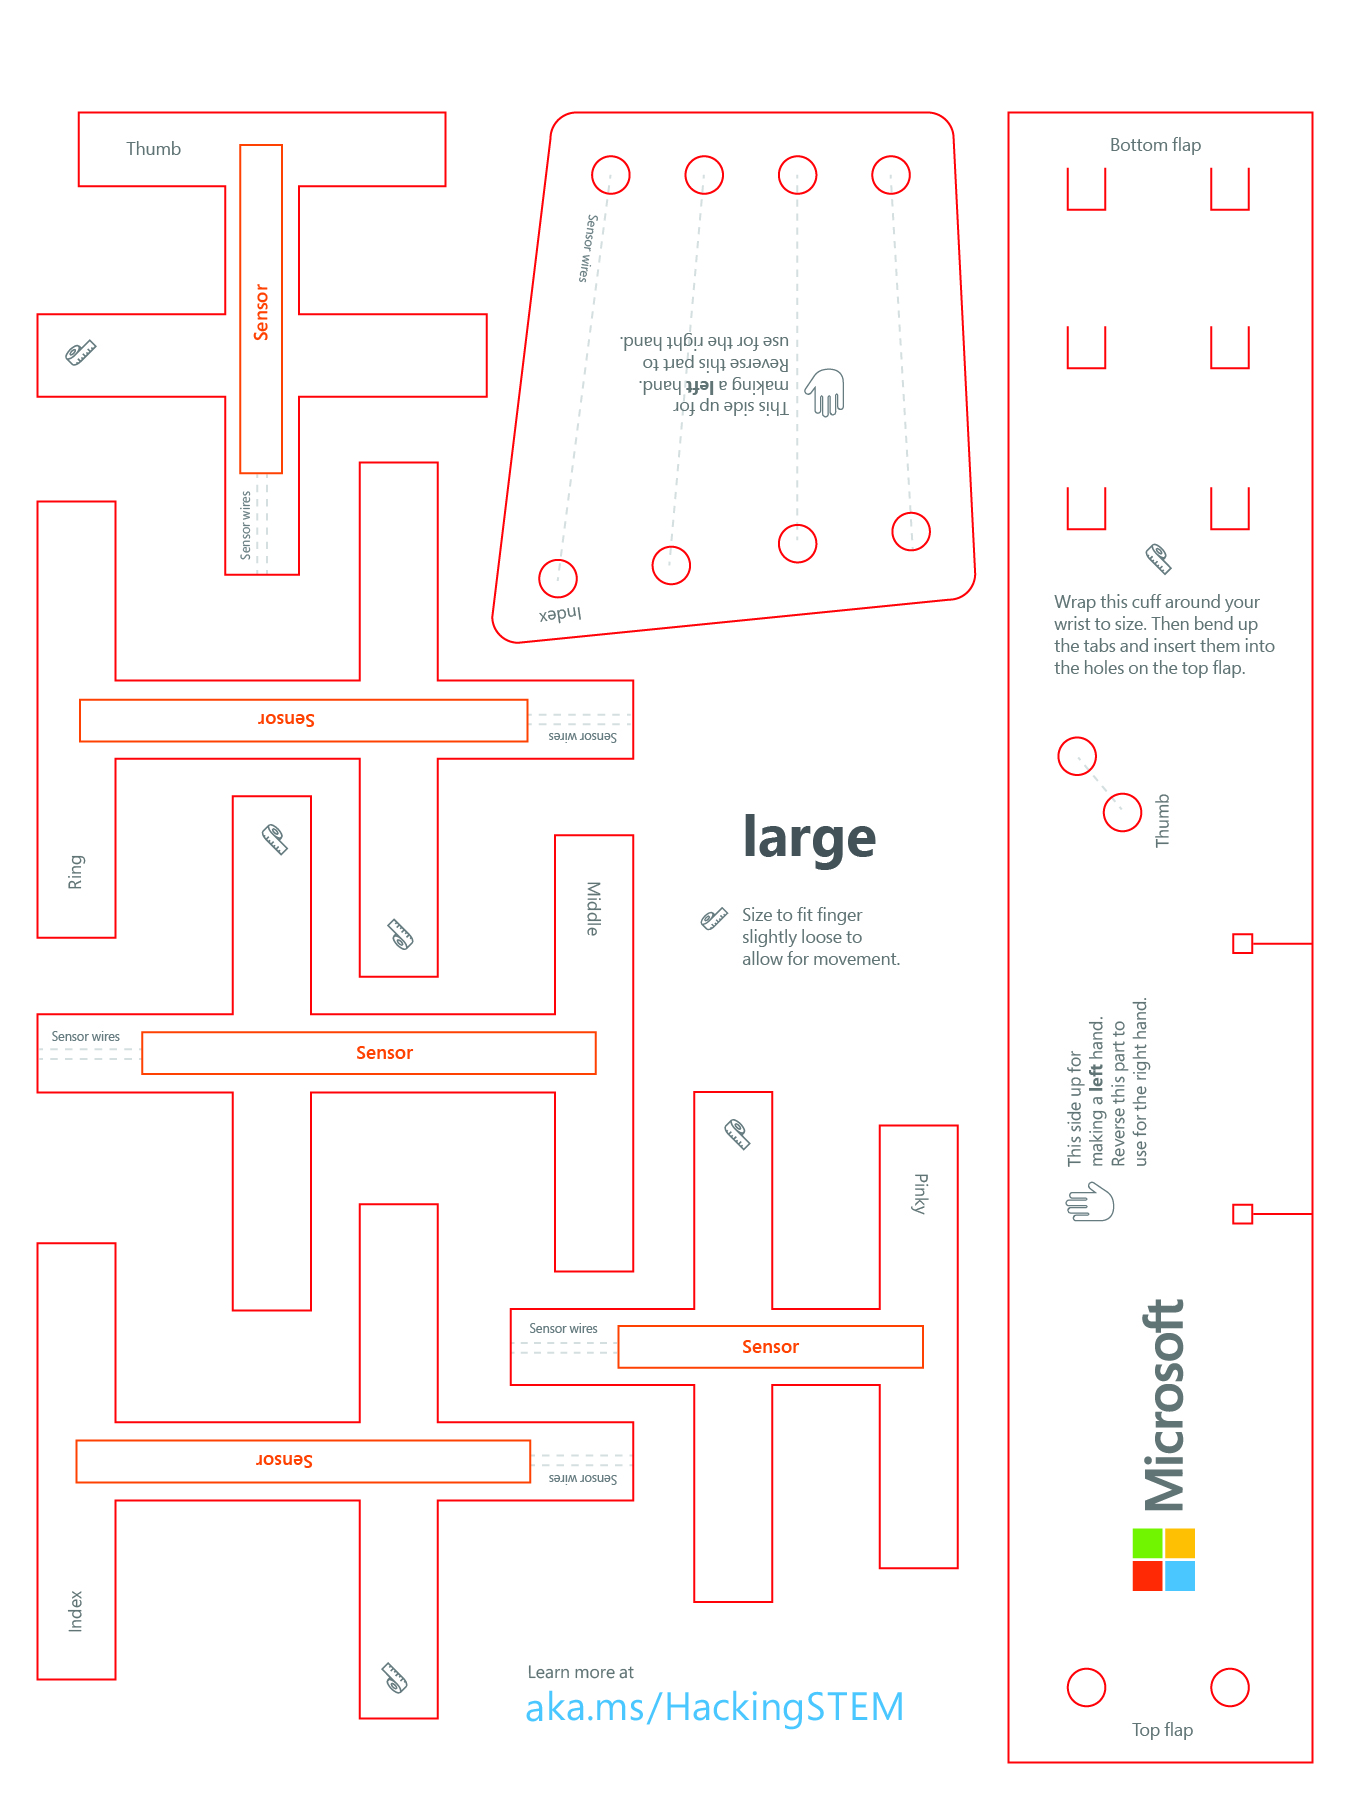 Thumb
Sensor
Sensor wires
Sensor wires
This side up for
making a left hand.
Reverse this part to
use for the right hand.
Index
Bottom flap
Wrap this cuff around your
wrist to size. Then bend up
the tabs and insert them into
the holes on the top flap.
Thumb
This side up for
making a left hand.
Reverse this part to
use for the right hand.
Microsoft
Top flap
Ring
Sensor
Sensor wires
large
Size to fit finger
slightly loose to
allow for movement.
Middle
Sensor wires
Sensor
Pinky
Sensor wires
Sensor
Index
Sensor
Sensor wires
Learn more at
aka.ms/HackingSTEM